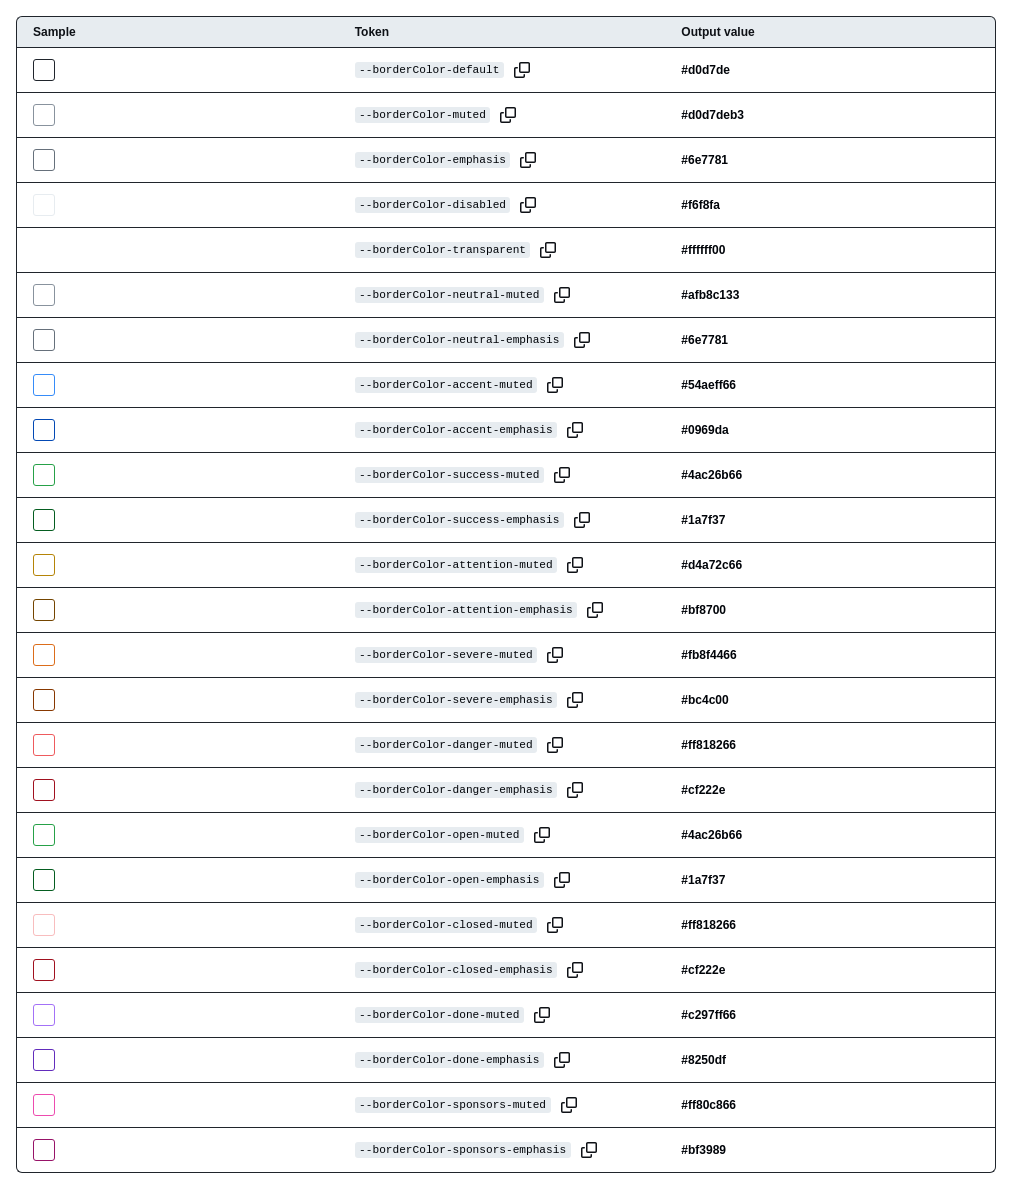 Sample Token Output value
--borderColor-default #d0d7de
--borderColor-muted #d0d7deb3
--borderColor-emphasis #6e7781
--borderColor-disabled #f6f8fa
--borderColor-transparent #ffffff00
--borderColor-neutral-muted #afb8c133
--borderColor-neutral-emphasis #6e7781
--borderColor-accent-muted #54aeff66
--borderColor-accent-emphasis #0969da
--borderColor-success-muted #4ac26b66
--borderColor-success-emphasis #1a7f37
--borderColor-attention-muted #d4a72c66
--borderColor-attention-emphasis #bf8700
--borderColor-severe-muted #fb8f4466
--borderColor-severe-emphasis #bc4c00
--borderColor-danger-muted #ff818266
--borderColor-danger-emphasis #cf222e
--borderColor-open-muted #4ac26b66
--borderColor-open-emphasis #1a7f37
--borderColor-closed-muted #ff818266
--borderColor-closed-emphasis #cf222e
--borderColor-done-muted #c297ff66
--borderColor-done-emphasis #8250df
--borderColor-sponsors-muted #ff80c866
--borderColor-sponsors-emphasis #bf3989